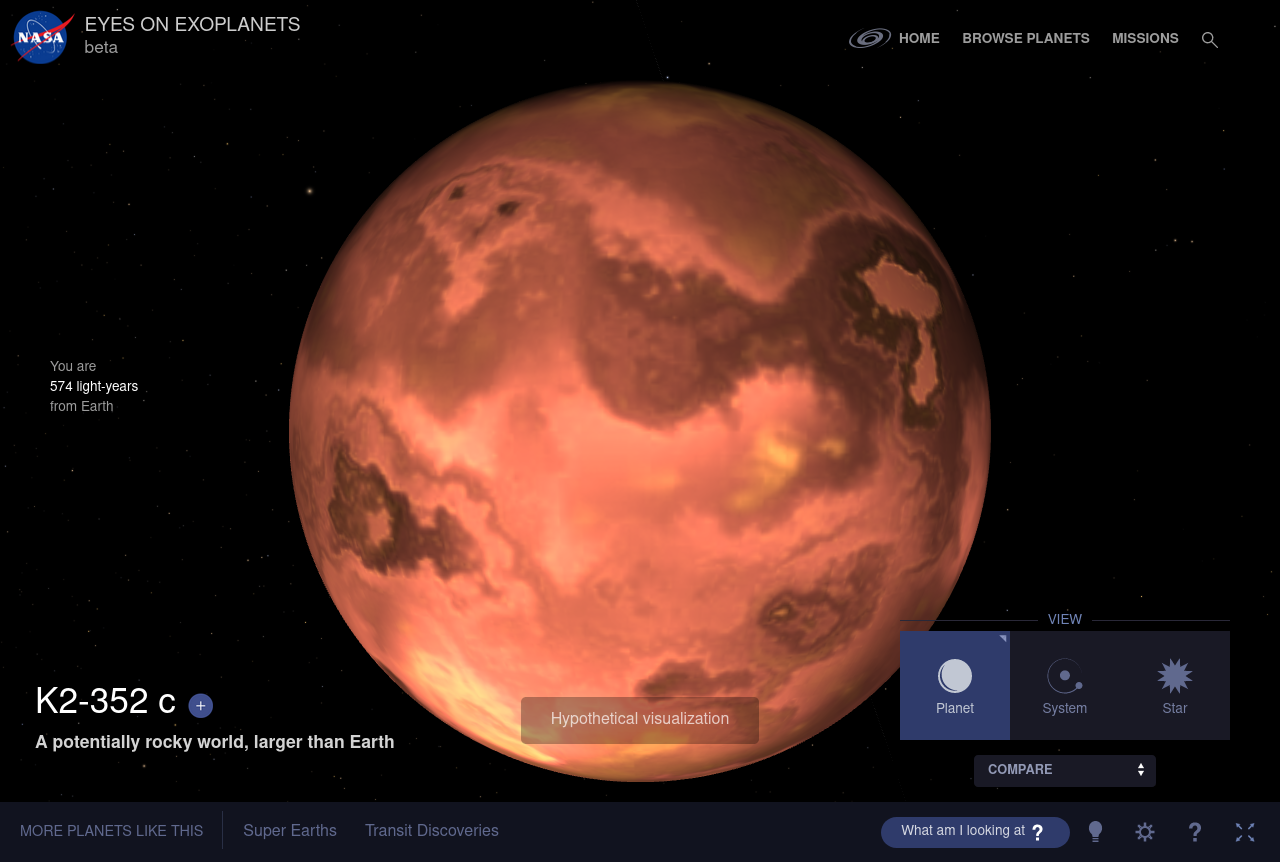 NASA
EYES ON EXOPLANETS
beta
HOME
BROWSE PLANETS
MISSIONS
You are
574 light-years
from Earth
K2-352 c +
A potentially rocky world, larger than Earth
Hypothetical visualization
VIEW
Planet
System
Star
COMPARE
MORE PLANETS LIKE THIS
Super Earths
Transit Discoveries
What am I looking at ?
?